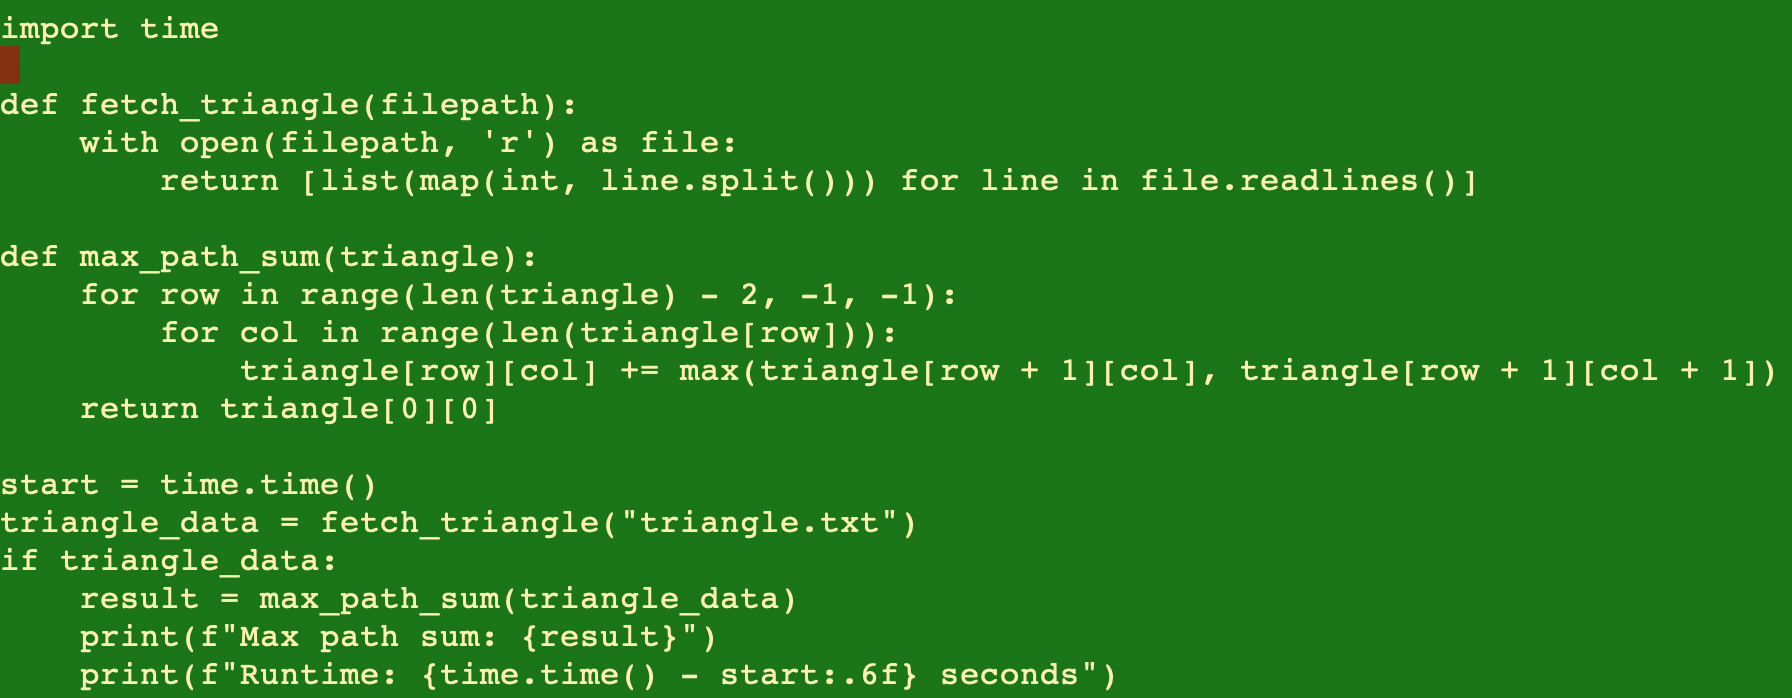 import time

def fetch_triangle(filepath):
    with open(filepath, 'r') as file:
        return [list(map(int, line.split())) for line in file.readlines()]

def max_path_sum(triangle):
    for row in range(len(triangle) - 2, -1, -1):
        for col in range(len(triangle[row])):
            triangle[row][col] += max(triangle[row + 1][col], triangle[row + 1][col + 1])
    return triangle[0][0]

start = time.time()
triangle_data = fetch_triangle("triangle.txt")
if triangle_data:
    result = max_path_sum(triangle_data)
    print(f"Max path sum: {result}")
    print(f"Runtime: {time.time() - start:.6f} seconds")